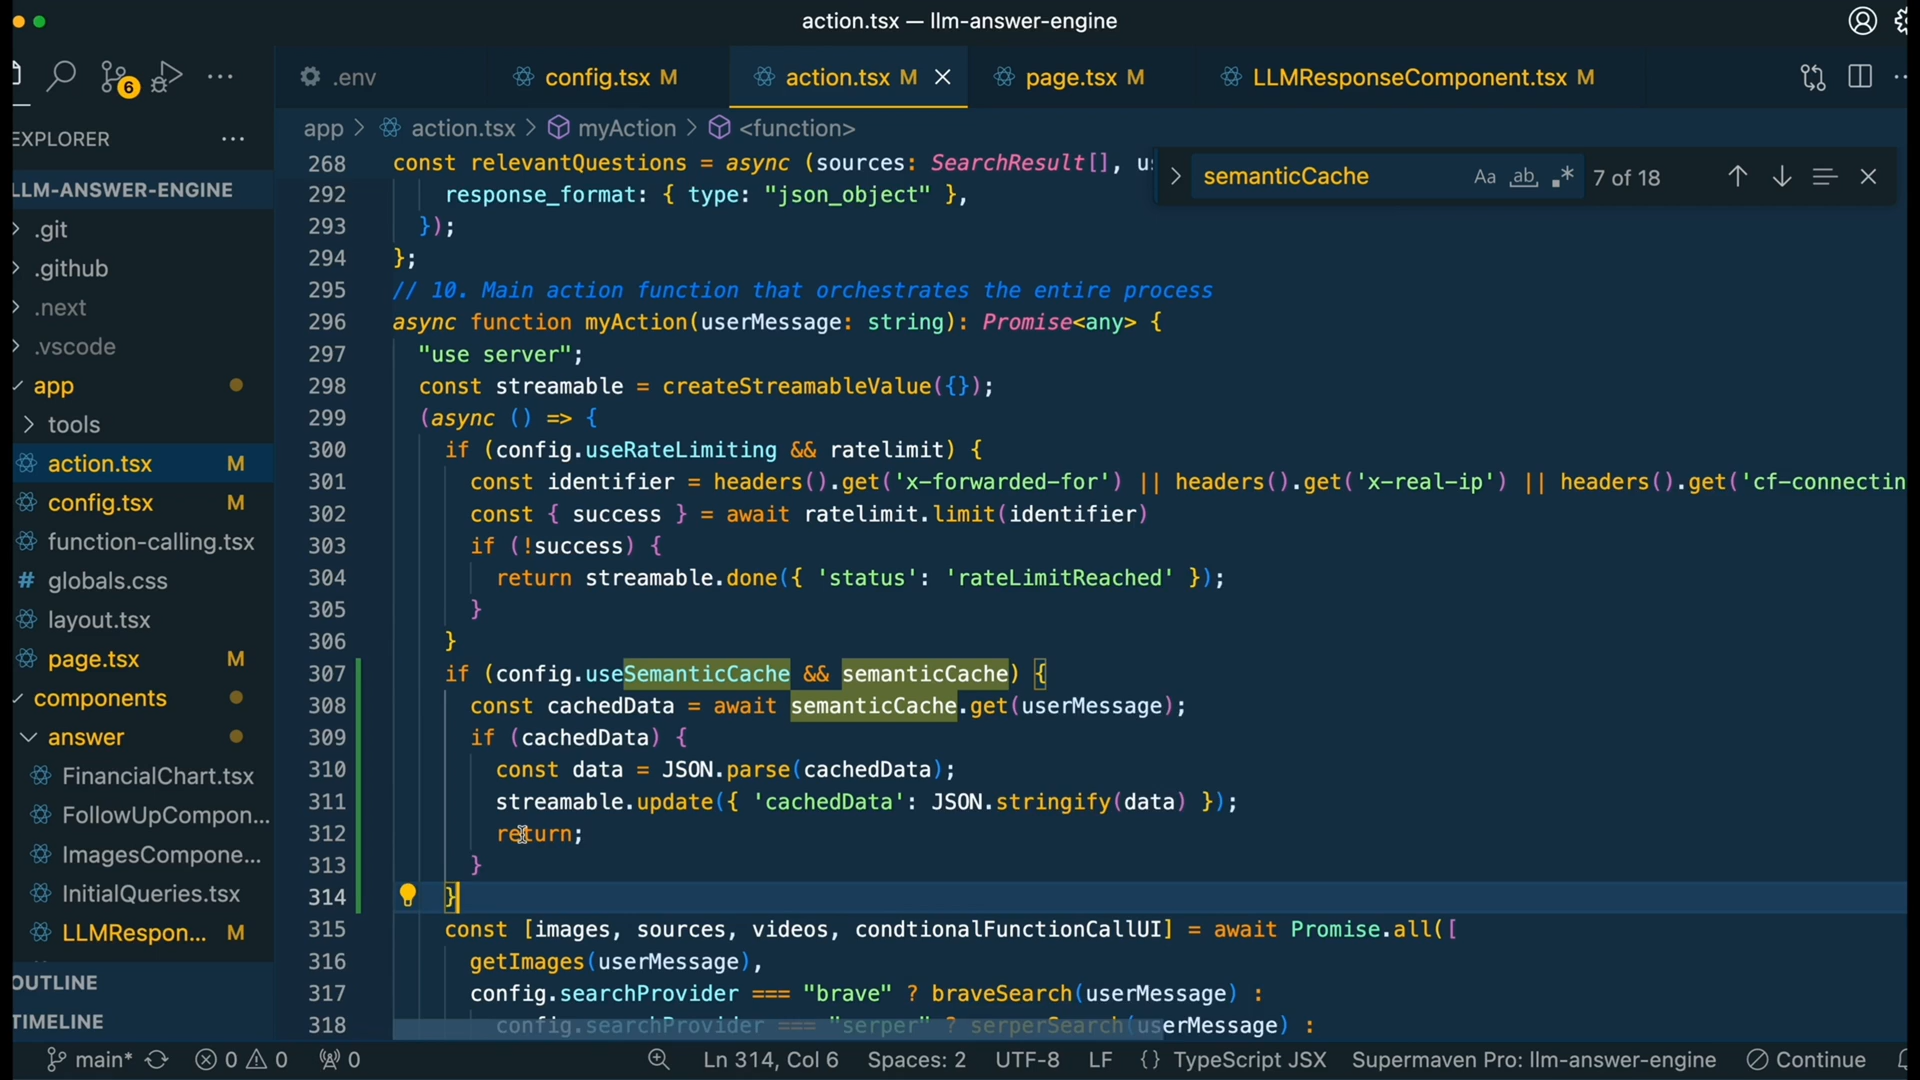 action.tsx — llm-answer-engine
6
.env
config.tsx M
action.tsx M
page.tsx M
LLMResponseComponent.tsx M
EXPLORER
app > action.tsx > myAction > <function>
semanticCache
Aa ab 7 of 18
LLM-ANSWER-ENGINE
.git
.github
.next
.vscode
app
tools
action.tsx M
config.tsx M
function-calling.tsx
# globals.css
layout.tsx
page.tsx M
components
answer
FinancialChart.tsx
FollowUpCompon...
ImagesCompone...
InitialQueries.tsx
LLMRespon... M
OUTLINE
TIMELINE
268 const relevantQuestions = async (sources: SearchResult[], u
292 response_format: { type: "json_object" },
293 });
294 };
295 // 10. Main action function that orchestrates the entire process
296 async function myAction(userMessage: string): Promise<any> {
297 "use server";
298 const streamable = createStreamableValue({});
299 (async () => {
300 if (config.useRateLimiting && ratelimit) {
301 const identifier = headers().get('x-forwarded-for') || headers().get('x-real-ip') || headers().get('cf-connectin
302 const { success } = await ratelimit.limit(identifier)
303 if (!success) {
304 return streamable.done({ 'status': 'rateLimitReached' });
305 }
306 }
307 if (config.useSemanticCache && semanticCache) {
308 const cachedData = await semanticCache.get(userMessage);
309 if (cachedData) {
310 const data = JSON.parse(cachedData);
311 streamable.update({ 'cachedData': JSON.stringify(data) });
312 return;
313 }
314 }
315 const [images, sources, videos, condtionalFunctionCallUI] = await Promise.all([
316 getImages(userMessage),
317 config.searchProvider === "brave" ? braveSearch(userMessage) :
318 config.searchProvider === "serper" ? serperSearch(userMessage) :
main* 0 0 0 Ln 314, Col 6 Spaces: 2 UTF-8 LF {} TypeScript JSX Supermaven Pro: llm-answer-engine Continue